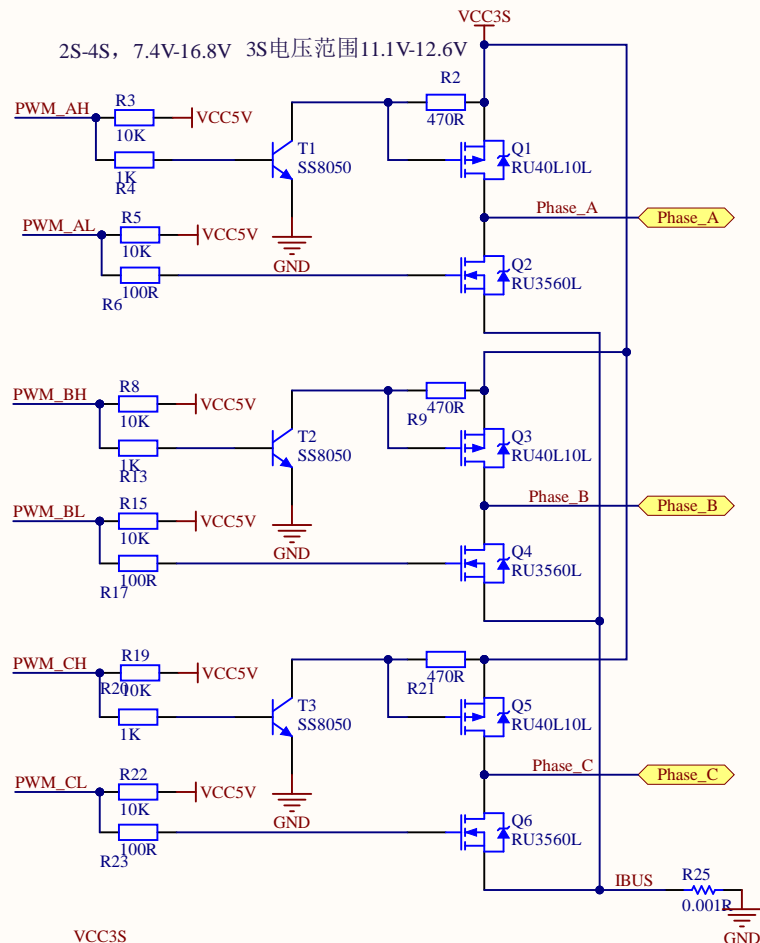 VCC3S
2S-4S，7.4V-16.8V 3S电压范围11.1V-12.6V
R2
470R
PWM_AH
R3
10K
VCC5V
1K
R4
T1
SS8050
Q1
RU40L10L
Phase_A
Phase_A
PWM_AL
R5
10K
VCC5V
GND
100R
R6
Q2
RU3560L
PWM_BH
R8
10K
VCC5V
470R
R9
1K
R13
T2
SS8050
Q3
RU40L10L
Phase_B
Phase_B
PWM_BL
R15
10K
VCC5V
GND
100R
R17
Q4
RU3560L
PWM_CH
R19
10K
VCC5V
R20
1K
470R
R21
T3
SS8050
Q5
RU40L10L
Phase_C
Phase_C
PWM_CL
R22
10K
VCC5V
GND
100R
R23
Q6
RU3560L
IBUS
R25
0.001R
GND
VCC3S